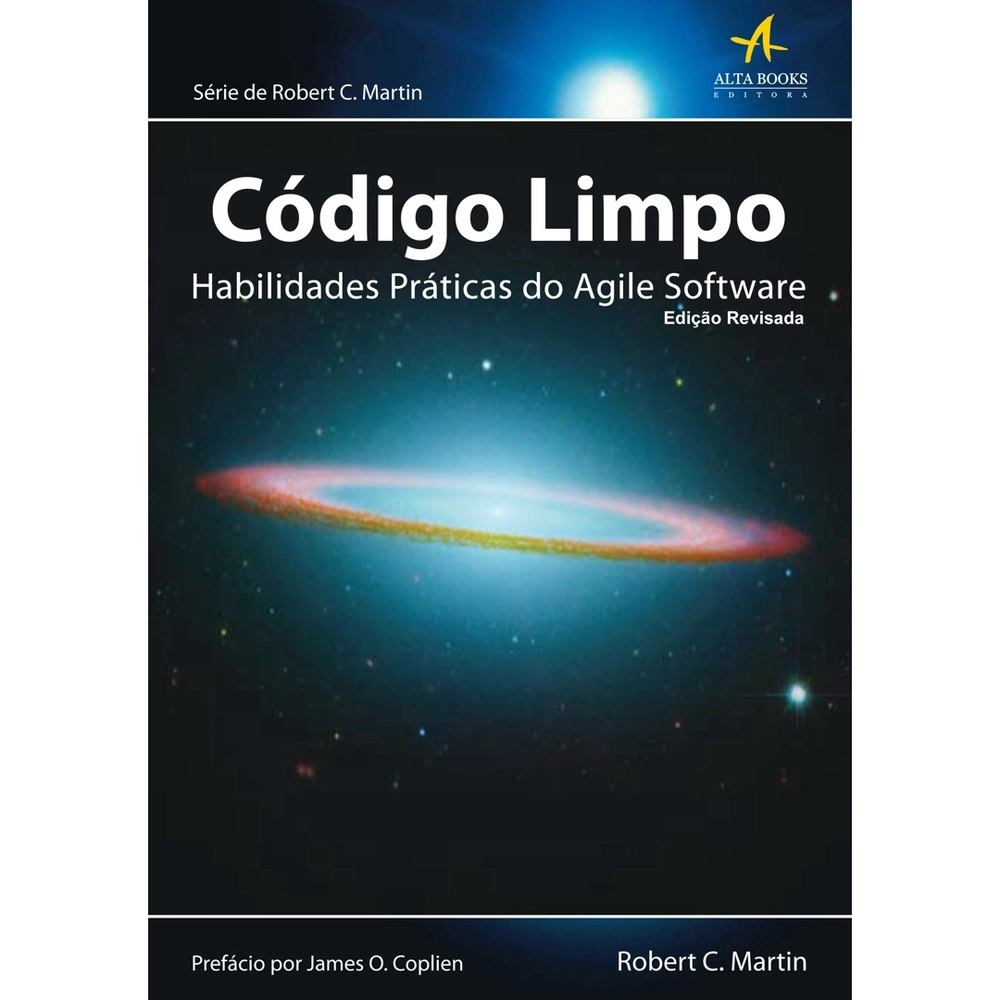 Série de Robert C. Martin
ALTA BOOKS
EDITORA
Código Limpo
Habilidades Práticas do Agile Software
Edição Revisada
Prefácio por James O. Coplien
Robert C. Martin